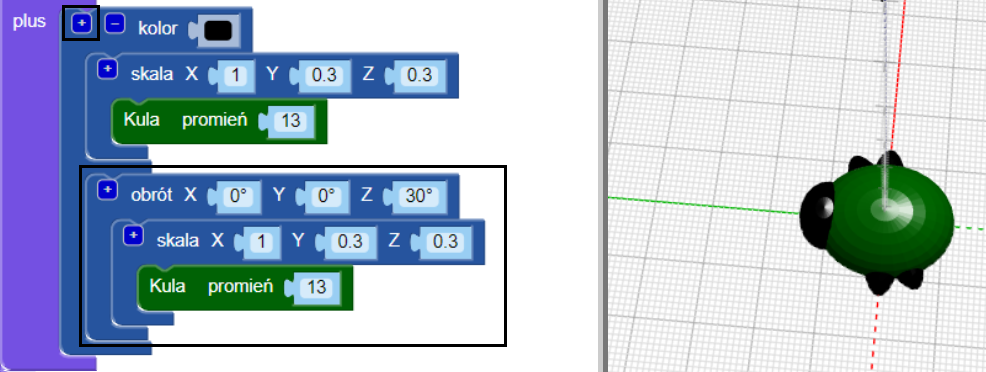 plus + − kolor
+ skala X 1 Y 0.3 Z 0.3
Kula promień 13
+ obrót X 0° Y 0° Z 30°
+ skala X 1 Y 0.3 Z 0.3
Kula promień 13